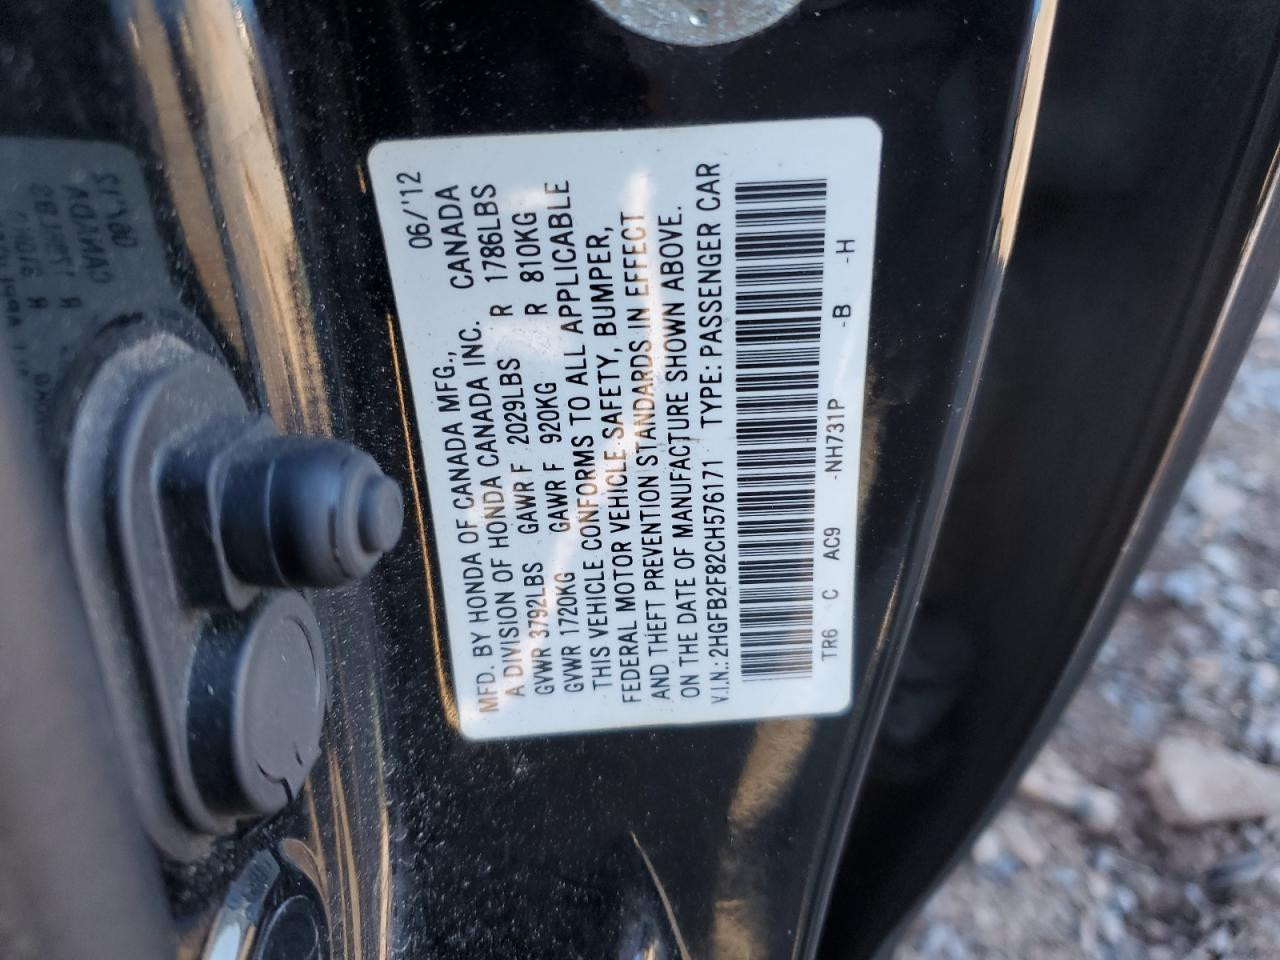 06/'12
MFD. BY HONDA OF CANADA MFG., CANADA
A DIVISION OF HONDA CANADA INC.
GVWR 3792LBS GAWR F 2029LBS R 1786LBS
GVWR 1720KG GAWR F 920KG R 810KG
THIS VEHICLE CONFORMS TO ALL APPLICABLE
FEDERAL MOTOR VEHICLE SAFETY, BUMPER,
AND THEFT PREVENTION STANDARDS IN EFFECT
ON THE DATE OF MANUFACTURE SHOWN ABOVE.
V.I.N.: 2HGFB2F82CH576171 TYPE: PASSENGER CAR
TR6 C AC9 -NH731P -B -H